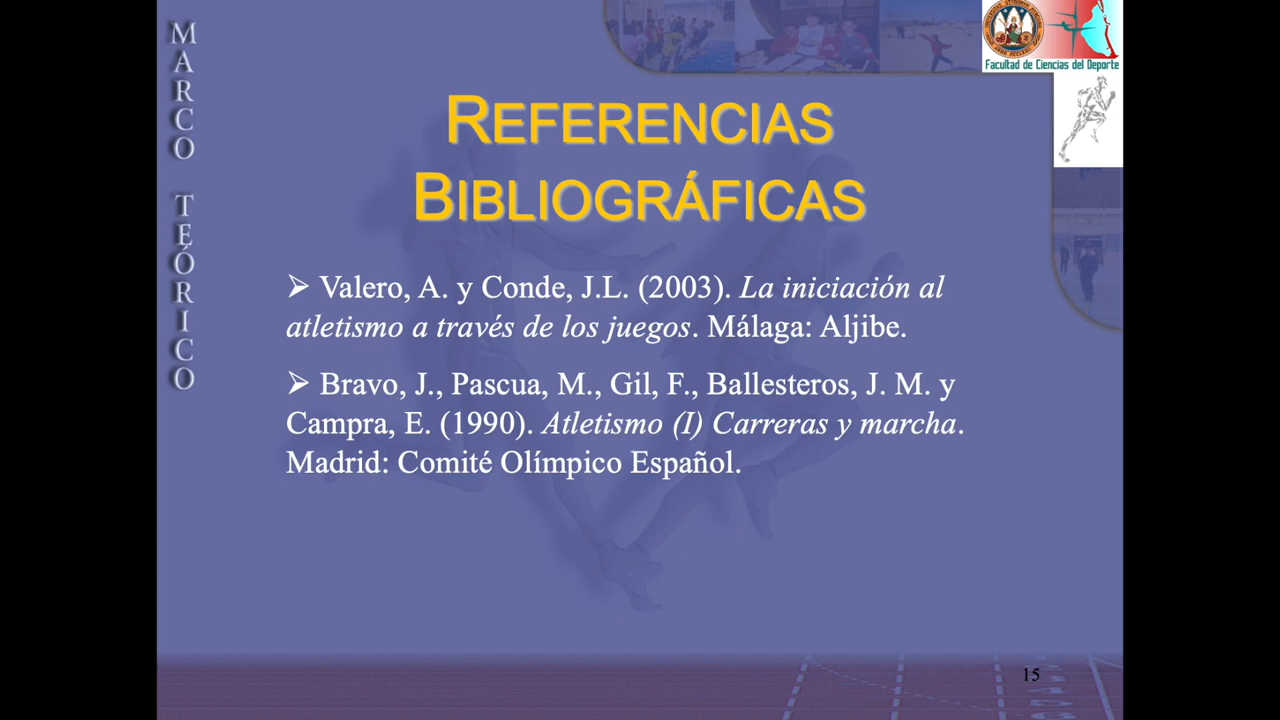 MARCO TEÓRICO
Facultad de Ciencias del Deporte
REFERENCIAS
BIBLIOGRÁFICAS
➢ Valero, A. y Conde, J.L. (2003). La iniciación al
atletismo a través de los juegos. Málaga: Aljibe.
➢ Bravo, J., Pascua, M., Gil, F., Ballesteros, J. M. y
Campra, E. (1990). Atletismo (I) Carreras y marcha.
Madrid: Comité Olímpico Español.
15